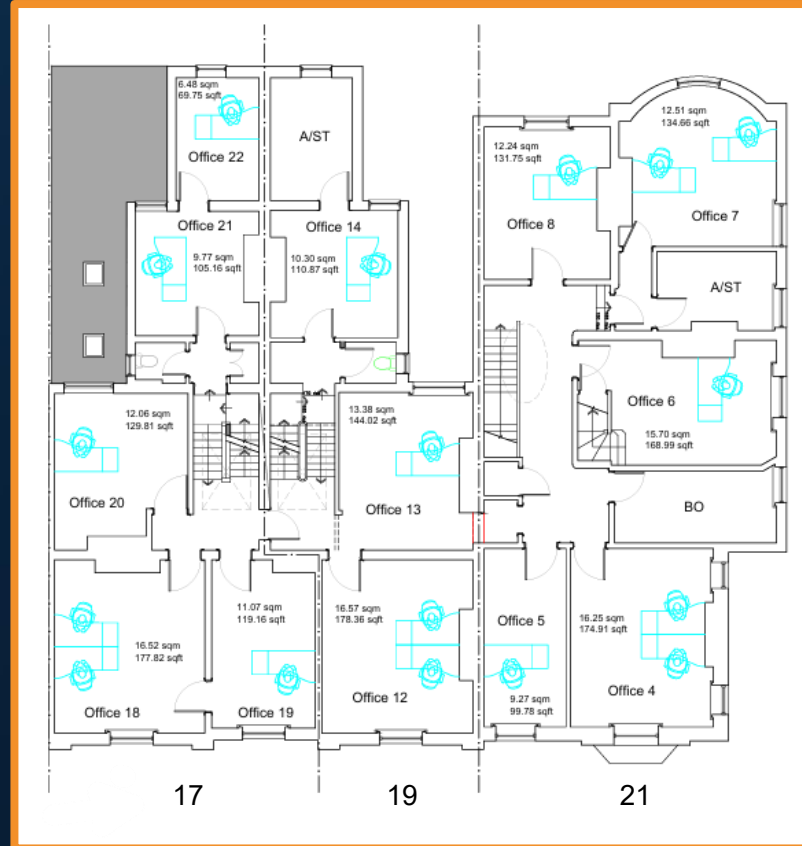 6.48 sqm
69.75 sqft
Office 22
A/ST
12.24 sqm
131.75 sqft
Office 8
12.51 sqm
134.66 sqft
Office 7
Office 21
9.77 sqm
105.16 sqft
Office 14
10.30 sqm
110.87 sqft
A/ST
Office 6
15.70 sqm
168.99 sqft
12.06 sqm
129.81 sqft
Office 20
13.38 sqm
144.02 sqft
Office 13
BO
16.52 sqm
177.82 sqft
Office 18
11.07 sqm
119.16 sqft
Office 19
16.57 sqm
178.36 sqft
Office 12
Office 5
9.27 sqm
99.78 sqft
16.25 sqm
174.91 sqft
Office 4
17
19
21